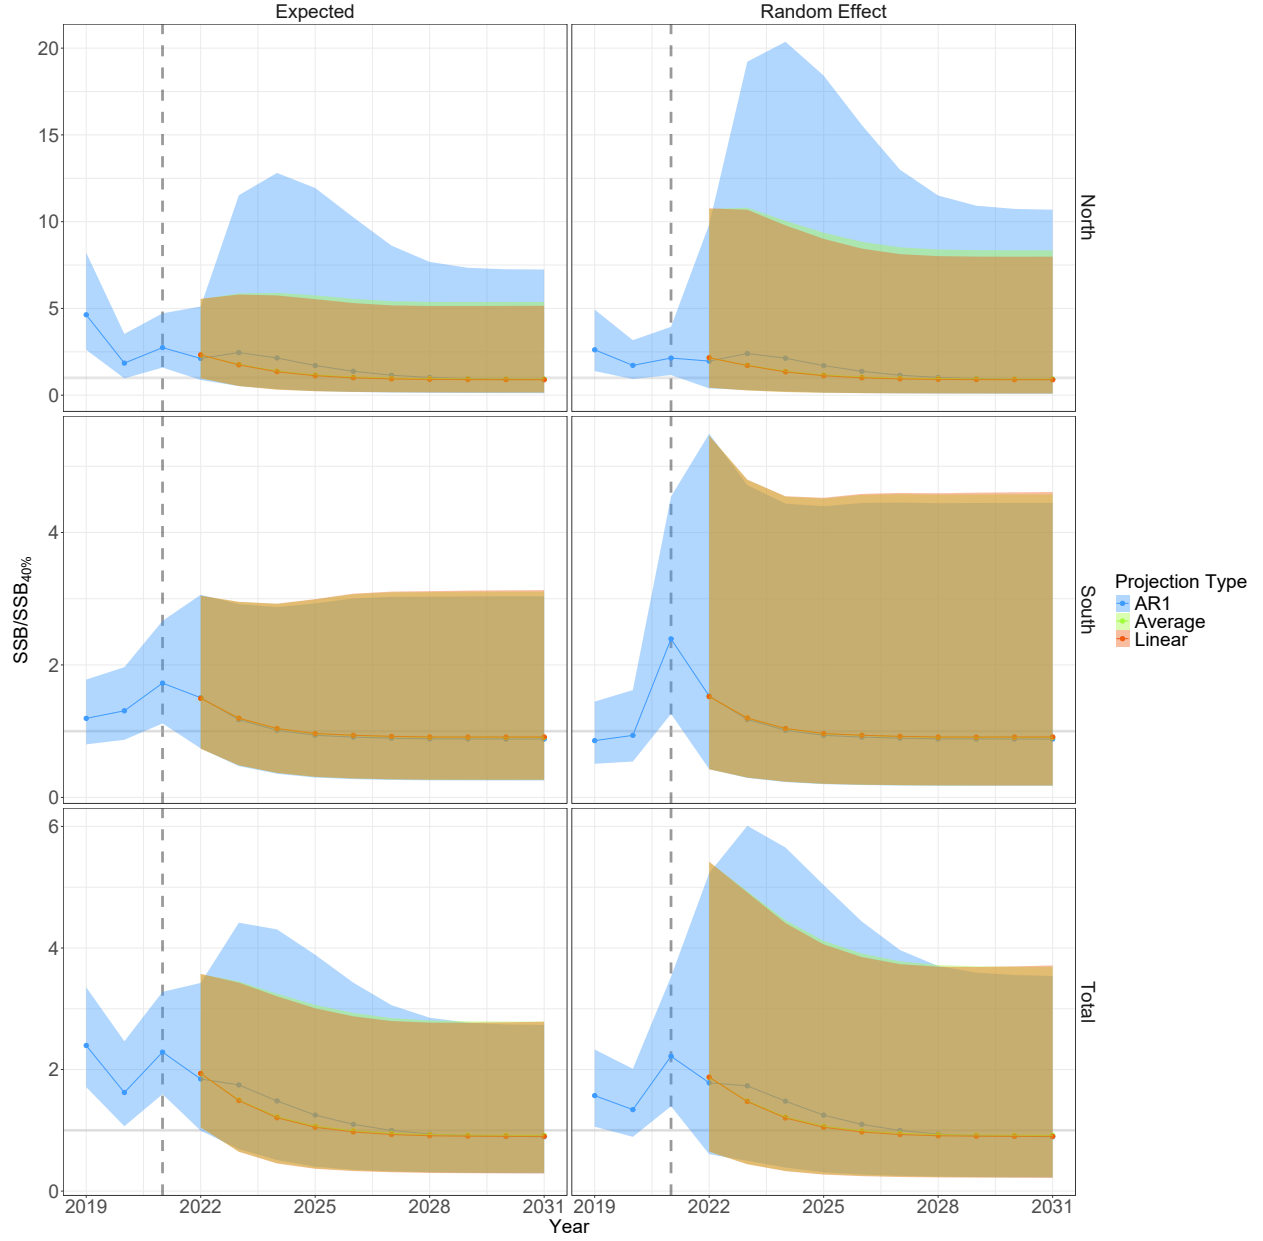 Expected
Random Effect
20
15
10
5
0
North
4
2
0
South
SSB/SSB40%
Projection Type
AR1
Average
Linear
6
4
2
0
Total
2019 2022 2025 2028 2031 2019 2022 2025 2028 2031
Year